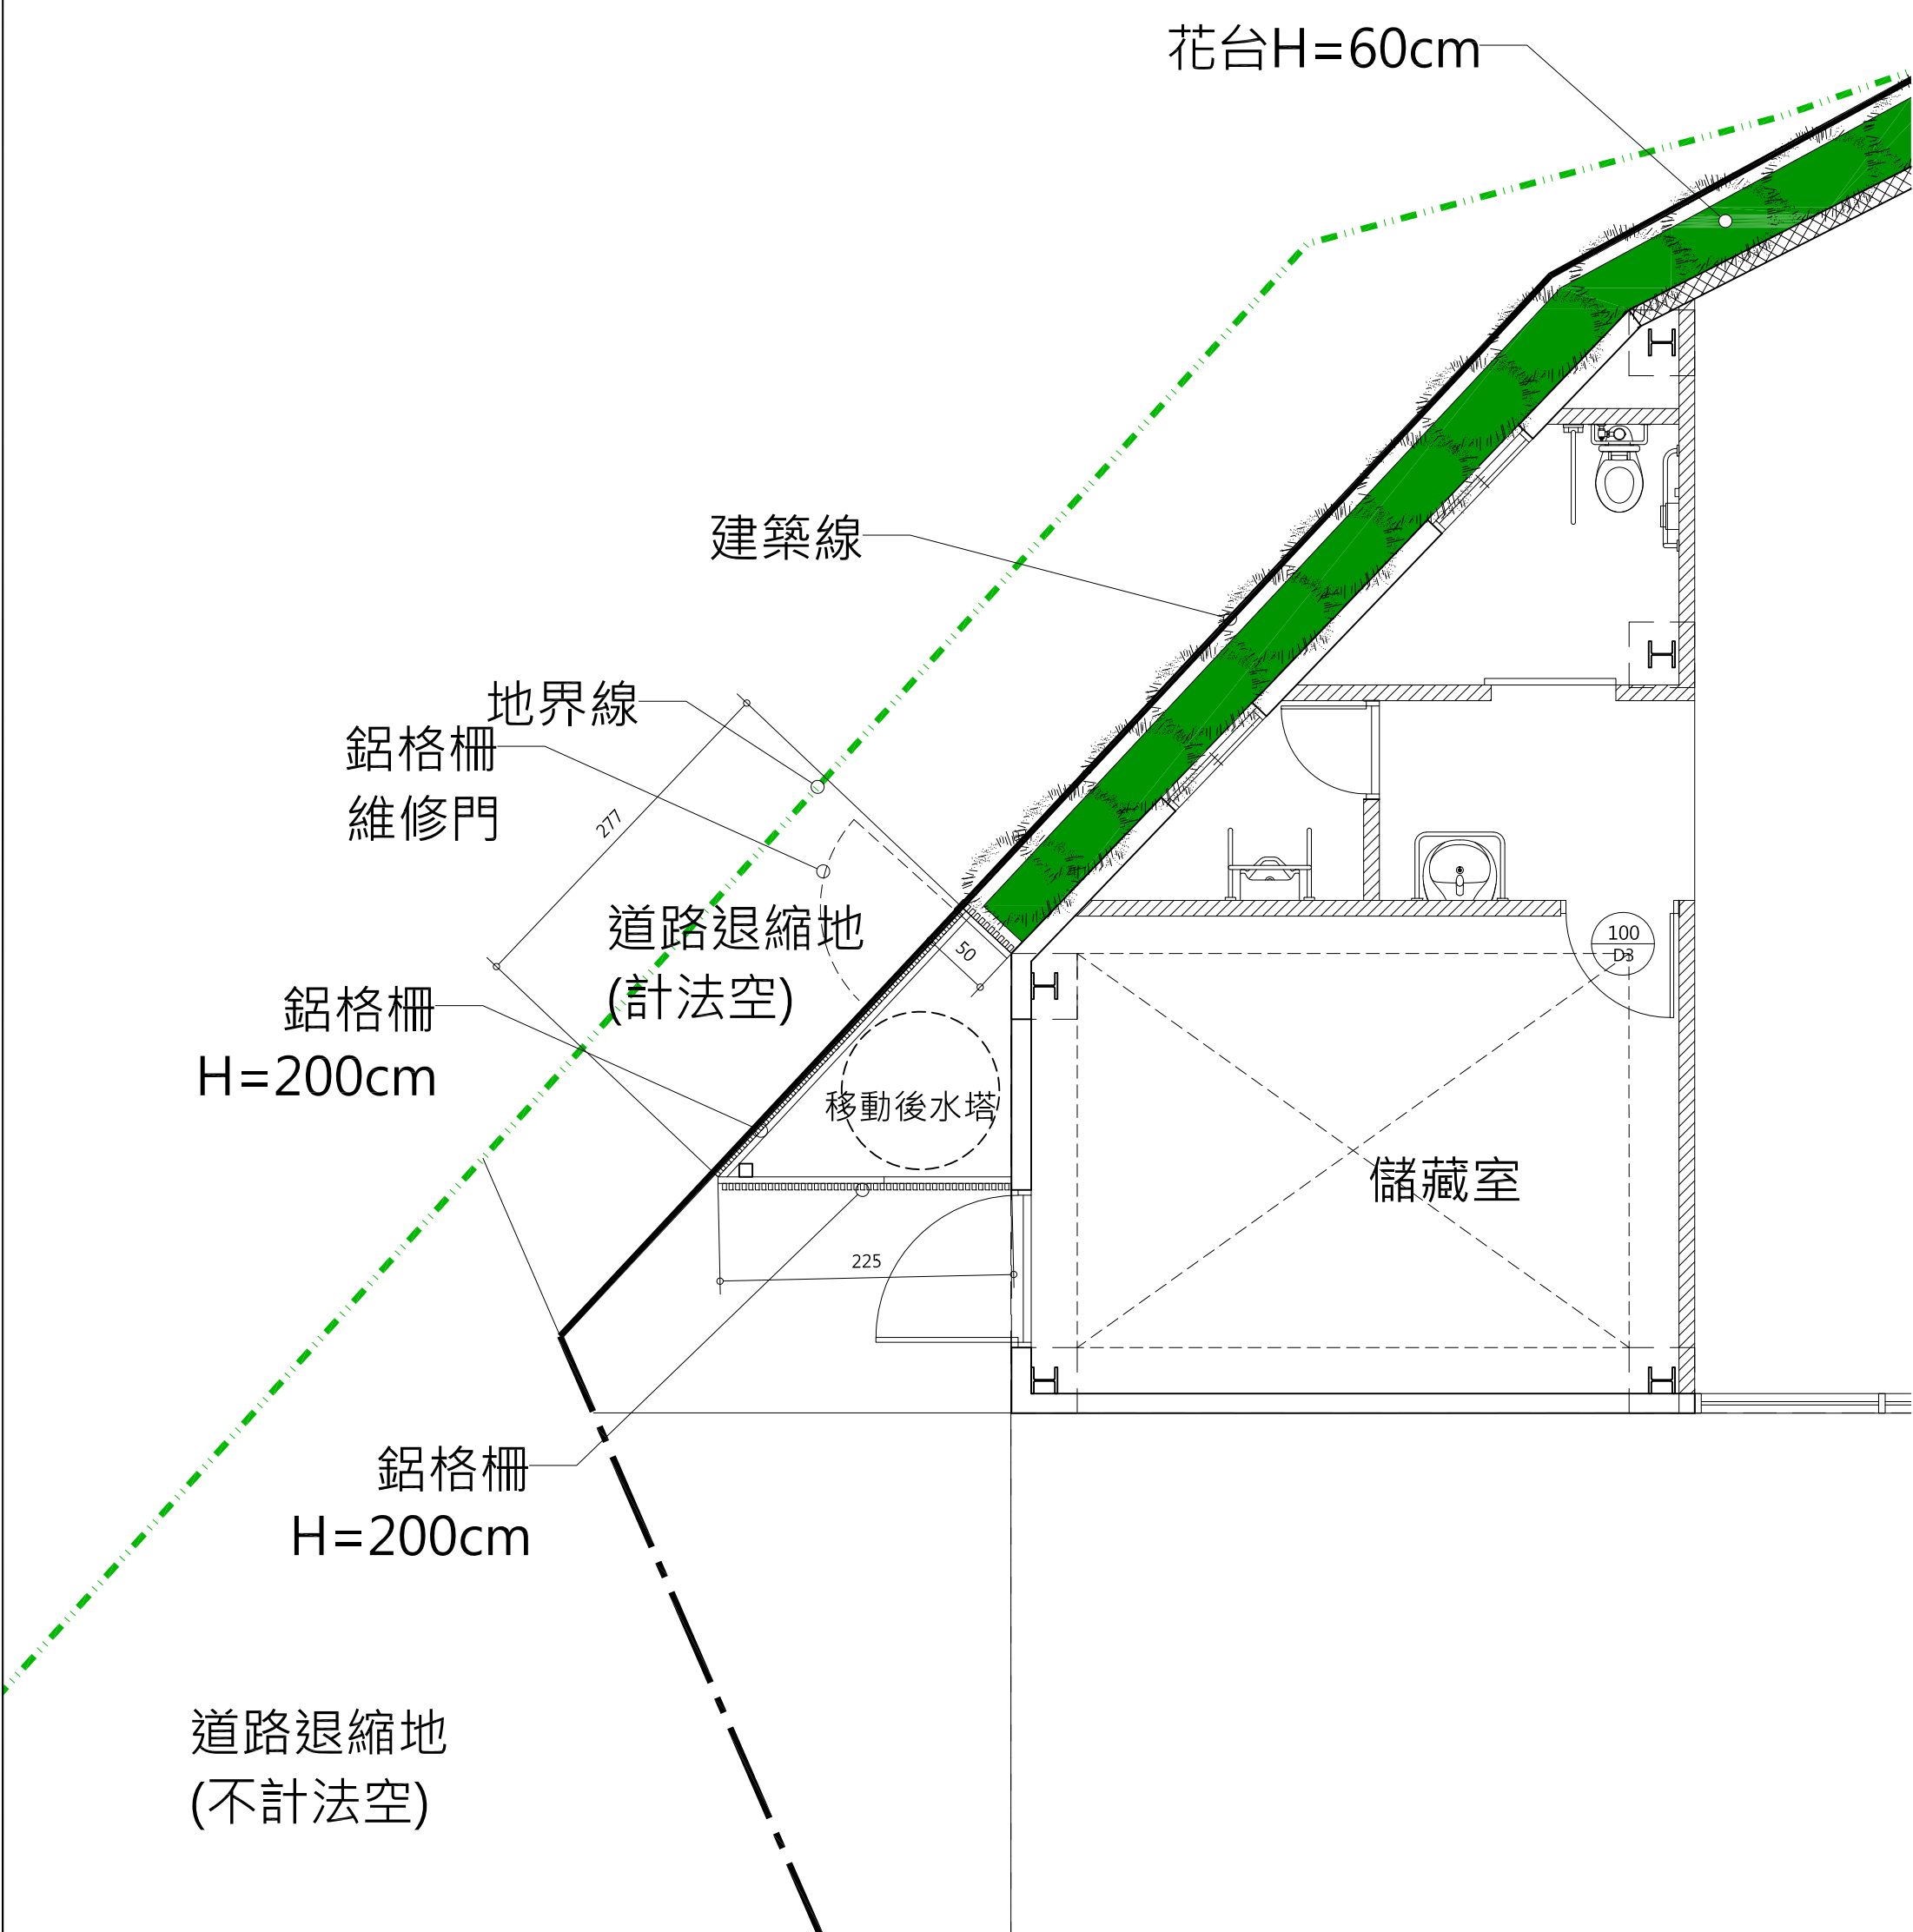 花台H=60cm
建築線
地界線
鋁格柵
維修門
277
道路退縮地
(計法空)
50
100
D3
鋁格柵
H=200cm
移動後水塔
儲藏室
225
鋁格柵
H=200cm
道路退縮地
(不計法空)